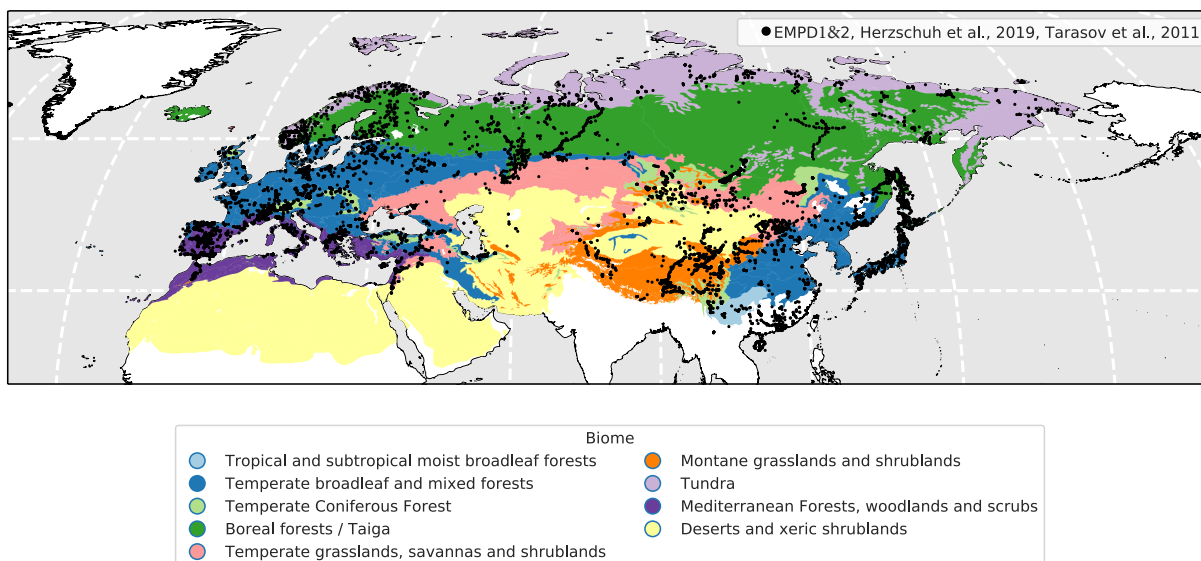 EMPD1&2, Herzschuh et al., 2019, Tarasov et al., 2011
Biome
Tropical and subtropical moist broadleaf forests
Temperate broadleaf and mixed forests
Temperate Coniferous Forest
Boreal forests / Taiga
Temperate grasslands, savannas and shrublands
Montane grasslands and shrublands
Tundra
Mediterranean Forests, woodlands and scrubs
Deserts and xeric shrublands